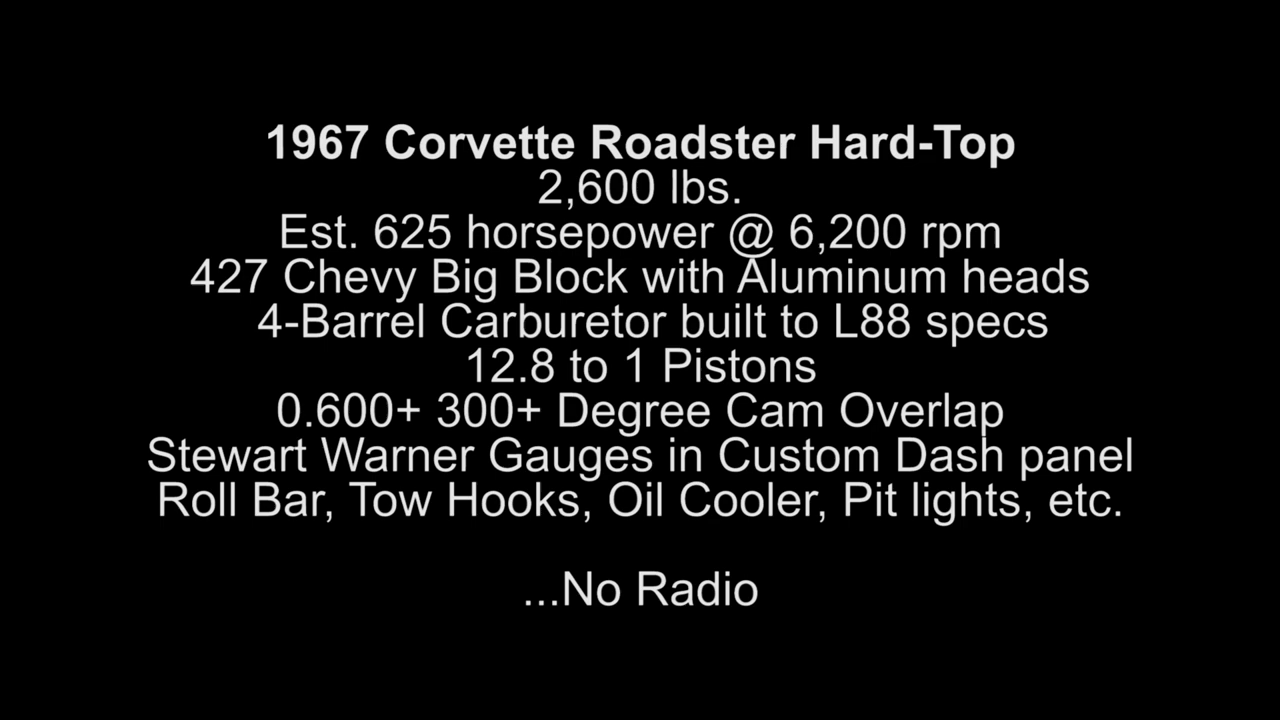 1967 Corvette Roadster Hard-Top
2,600 lbs.
Est. 625 horsepower @ 6,200 rpm
427 Chevy Big Block with Aluminum heads
4-Barrel Carburetor built to L88 specs
12.8 to 1 Pistons
0.600+ 300+ Degree Cam Overlap
Stewart Warner Gauges in Custom Dash panel
Roll Bar, Tow Hooks, Oil Cooler, Pit lights, etc.
...No Radio